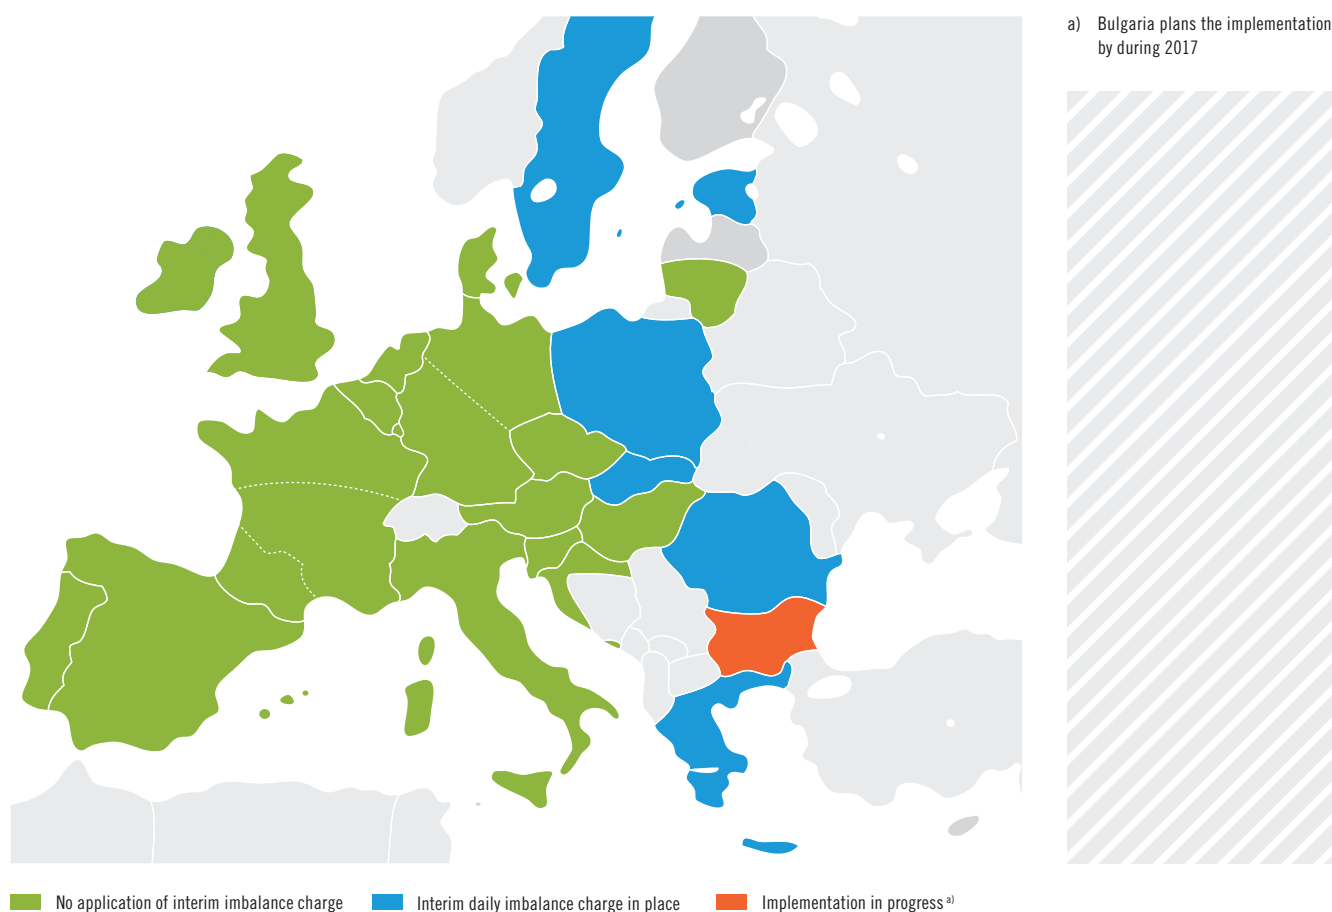 a) Bulgaria plans the implementation
by during 2017
No application of interim imbalance charge
Interim daily imbalance charge in place
Implementation in progress a)